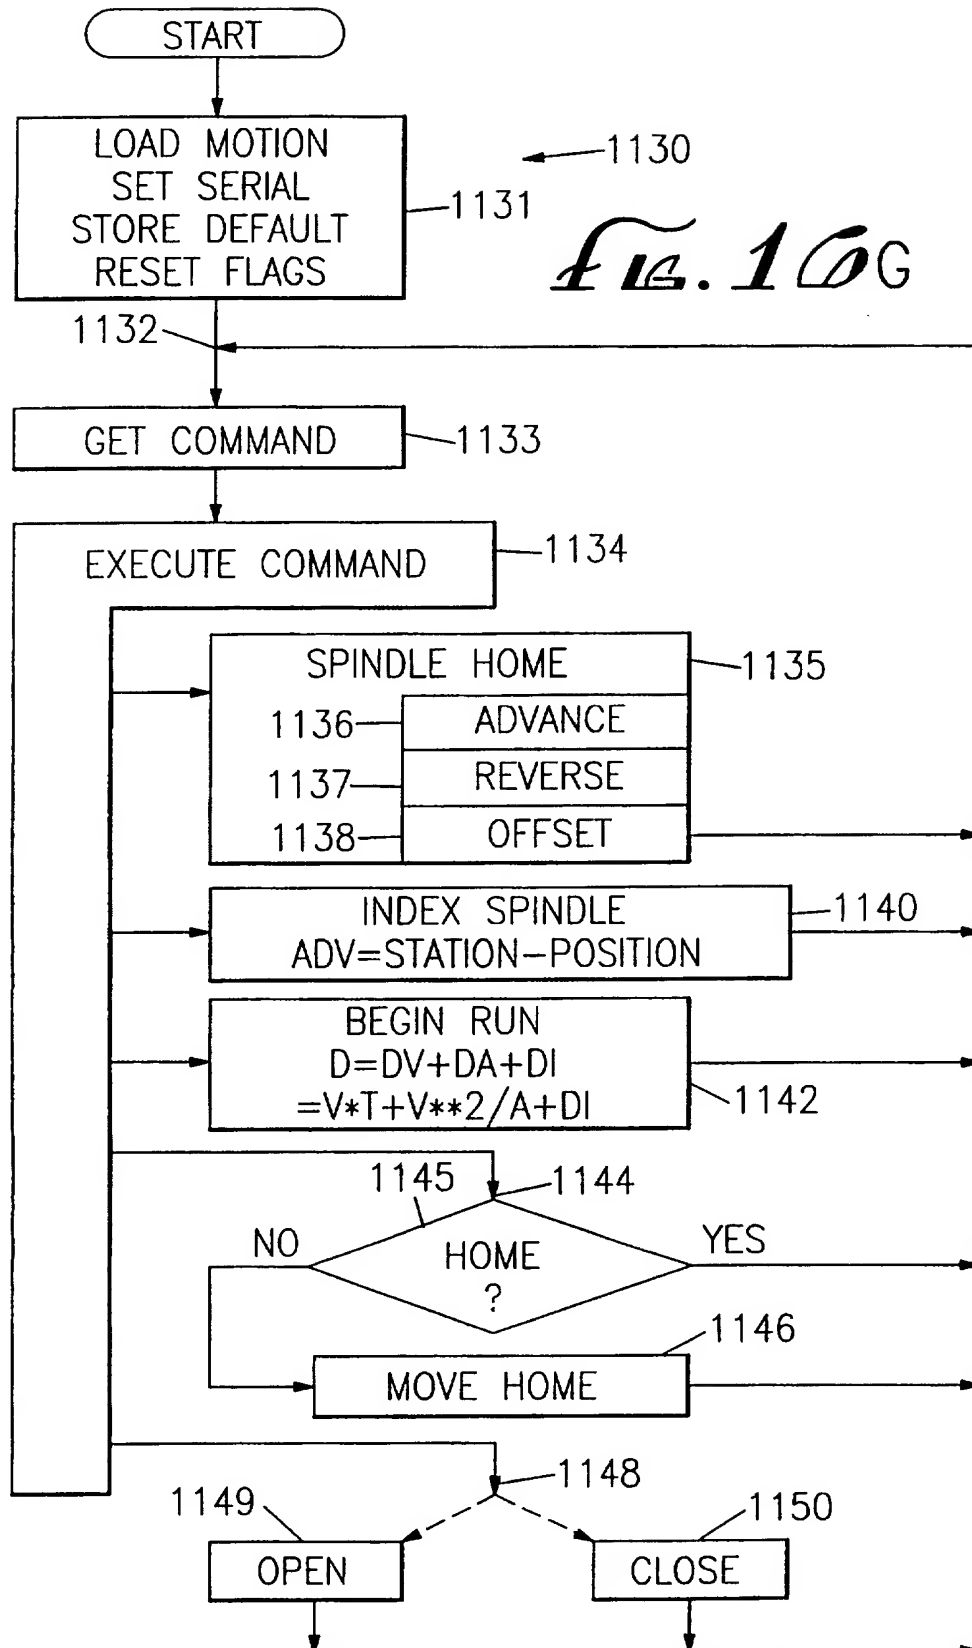 START
LOAD MOTION
SET SERIAL
STORE DEFAULT
RESET FLAGS
1130
1131
FIG. 16G
1132
GET COMMAND
1133
EXECUTE COMMAND
1134
SPINDLE HOME
1135
1136
ADVANCE
1137
REVERSE
1138
OFFSET
INDEX SPINDLE
ADV=STATION-POSITION
1140
BEGIN RUN
D=DV+DA+DI
=V*T+V**2/A+DI
1142
1145
1144
NO
HOME
?
YES
1146
MOVE HOME
1148
1149
1150
OPEN
CLOSE